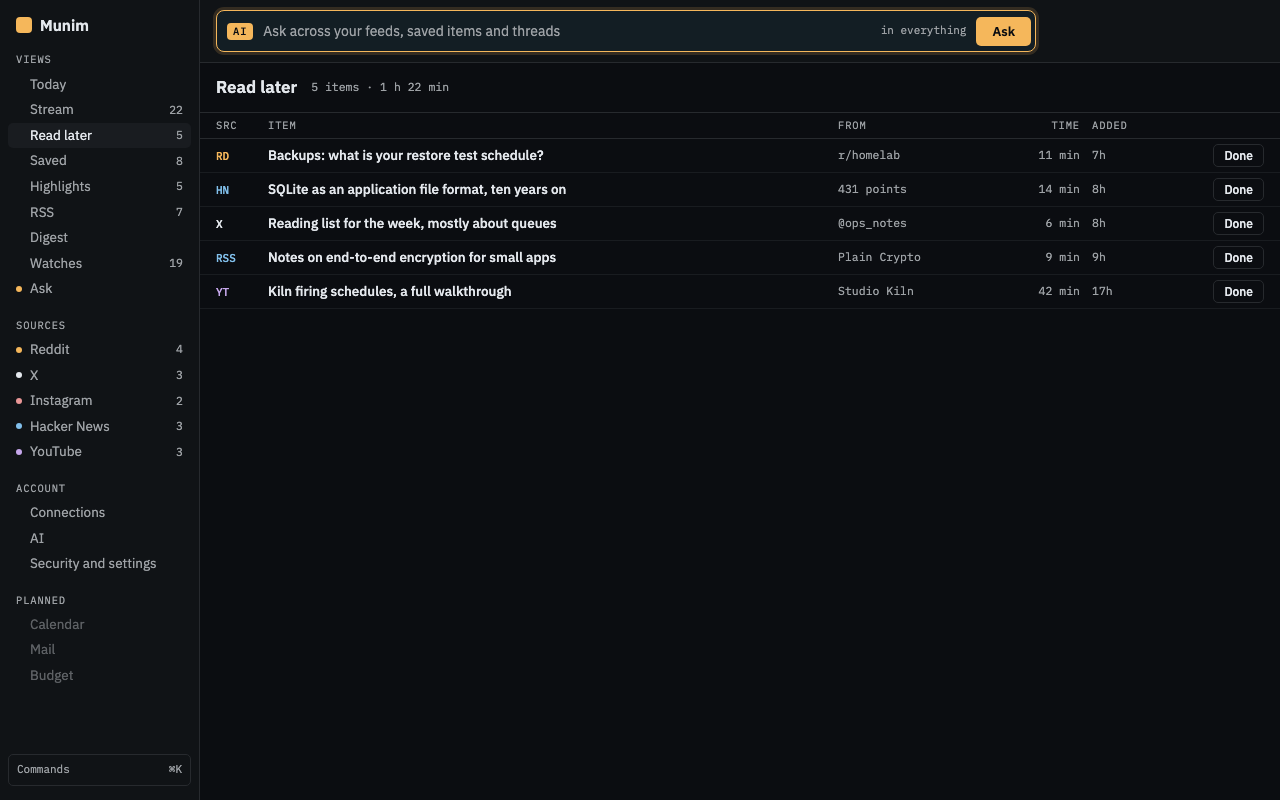 Munim
VIEWS
Today
Stream 22
Read later 5
Saved 8
Highlights 5
RSS 7
Digest
Watches 19
Ask
SOURCES
Reddit 4
X 3
Instagram 2
Hacker News 3
YouTube 3
ACCOUNT
Connections
AI
Security and settings
PLANNED
Calendar
Mail
Budget
Commands ⌘K
AI Ask across your feeds, saved items and threads in everything Ask
Read later 5 items · 1 h 22 min
SRC ITEM FROM TIME ADDED
RD Backups: what is your restore test schedule? r/homelab 11 min 7h Done
HN SQLite as an application file format, ten years on 431 points 14 min 8h Done
X Reading list for the week, mostly about queues @ops_notes 6 min 8h Done
RSS Notes on end-to-end encryption for small apps Plain Crypto 9 min 9h Done
YT Kiln firing schedules, a full walkthrough Studio Kiln 42 min 17h Done